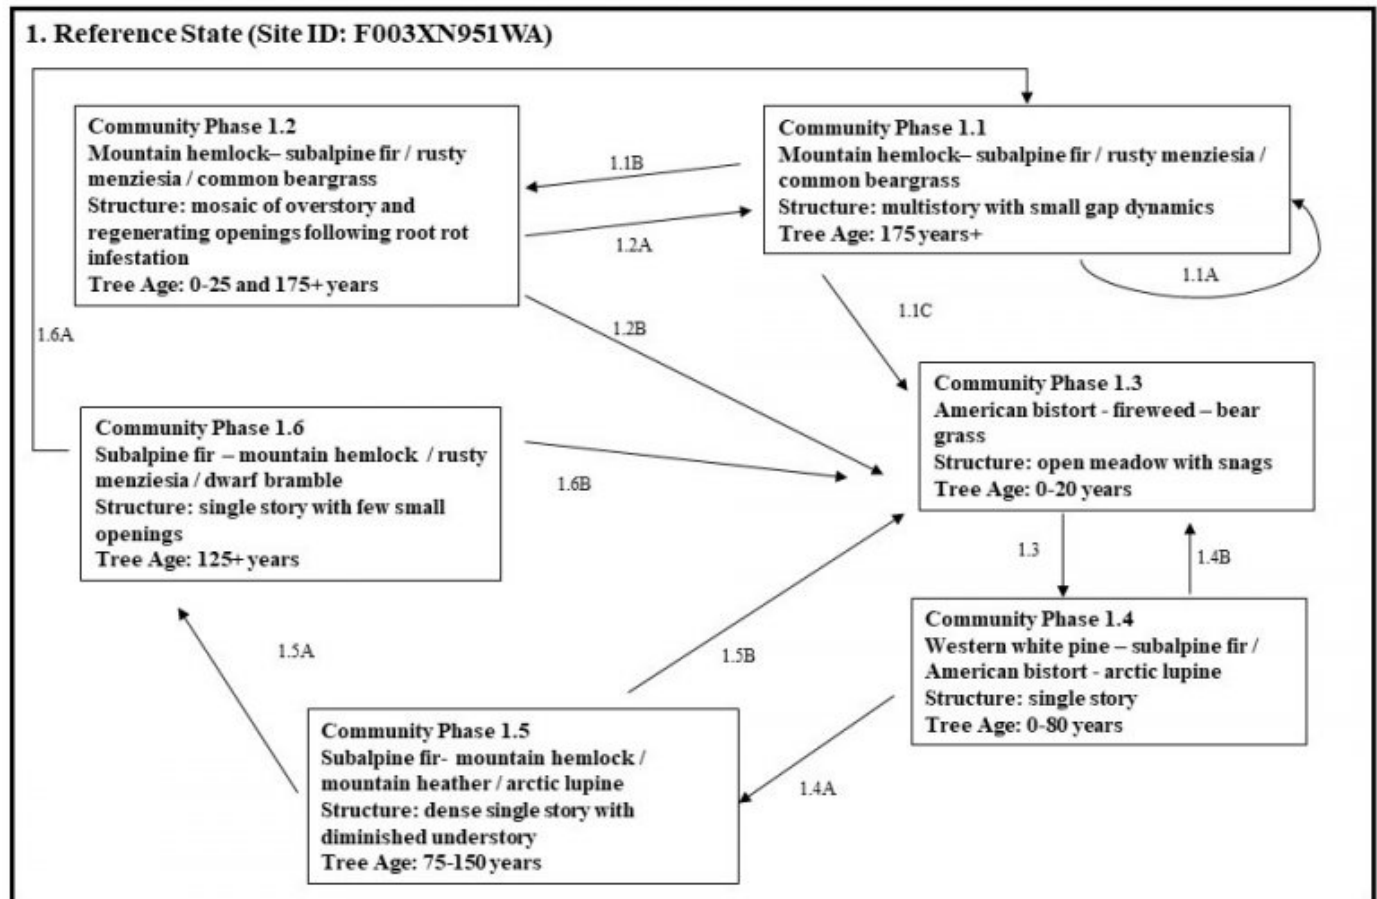 1. Reference State (Site ID: F003XN951WA)
Community Phase 1.2
Mountain hemlock– subalpine fir / rusty
menziesia / common beargrass
Structure: mosaic of overstory and
regenerating openings following root rot
infestation
Tree Age: 0-25 and 175+ years
1.1B
1.2A
Community Phase 1.1
Mountain hemlock– subalpine fir / rusty menziesia /
common beargrass
Structure: multistory with small gap dynamics
Tree Age: 175 years+
1.1A
1.1C
1.2B
1.6A
Community Phase 1.3
American bistort - fireweed – bear
grass
Structure: open meadow with snags
Tree Age: 0-20 years
Community Phase 1.6
Subalpine fir – mountain hemlock / rusty
menziesia / dwarf bramble
Structure: single story with few small
openings
Tree Age: 125+ years
1.6B
1.3
1.4B
Community Phase 1.4
Western white pine – subalpine fir /
American bistort - arctic lupine
Structure: single story
Tree Age: 0-80 years
1.5A
1.5B
Community Phase 1.5
Subalpine fir- mountain hemlock /
mountain heather / arctic lupine
Structure: dense single story with
diminished understory
Tree Age: 75-150 years
1.4A